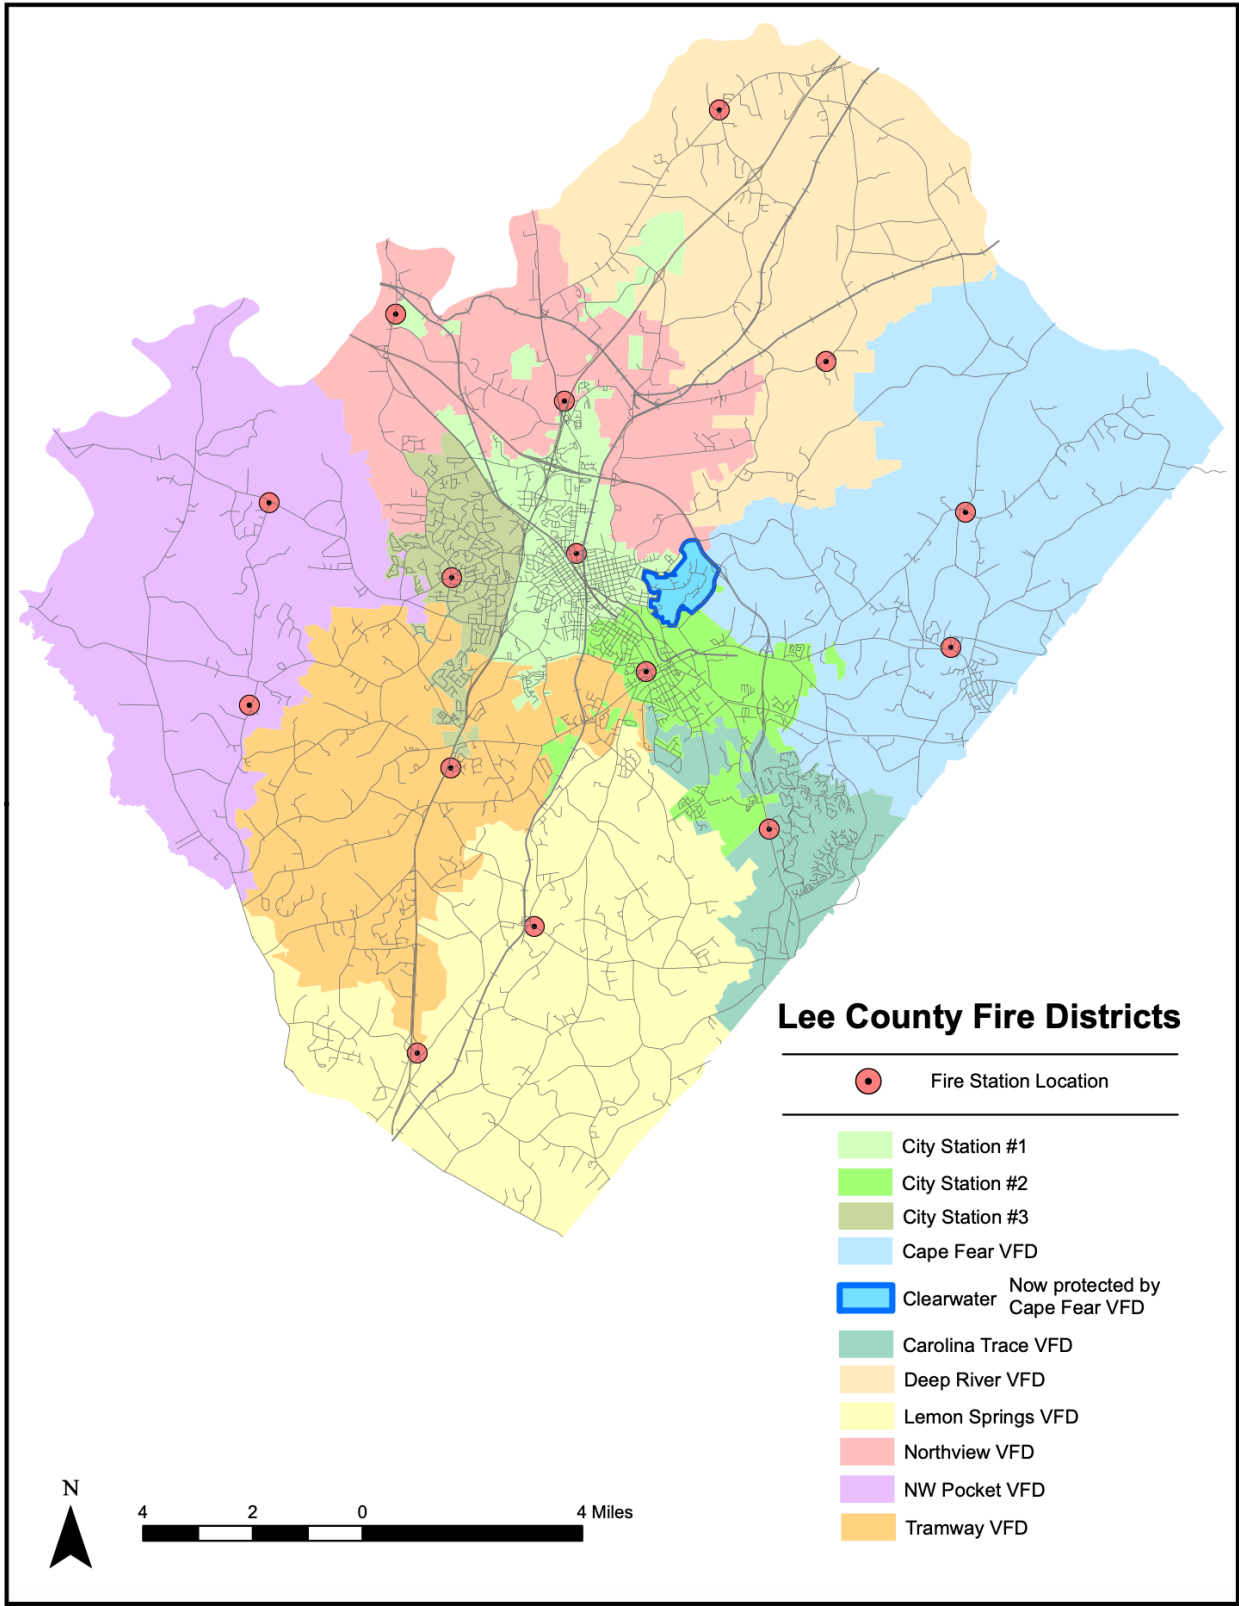 Lee County Fire Districts
Fire Station Location
City Station #1
City Station #2
City Station #3
Cape Fear VFD
Clearwater
Now protected by
Cape Fear VFD
Carolina Trace VFD
Deep River VFD
Lemon Springs VFD
Northview VFD
NW Pocket VFD
Tramway VFD
N
4 2 0 4 Miles